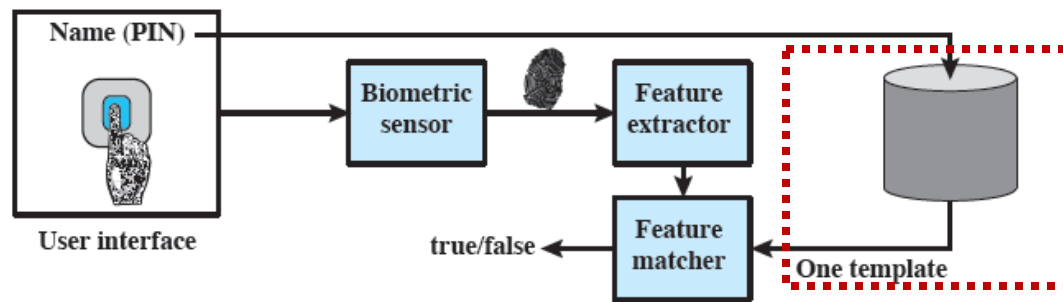 Name (PIN)
Biometric
sensor
Feature
extractor
User interface
true/false
Feature
matcher
One template